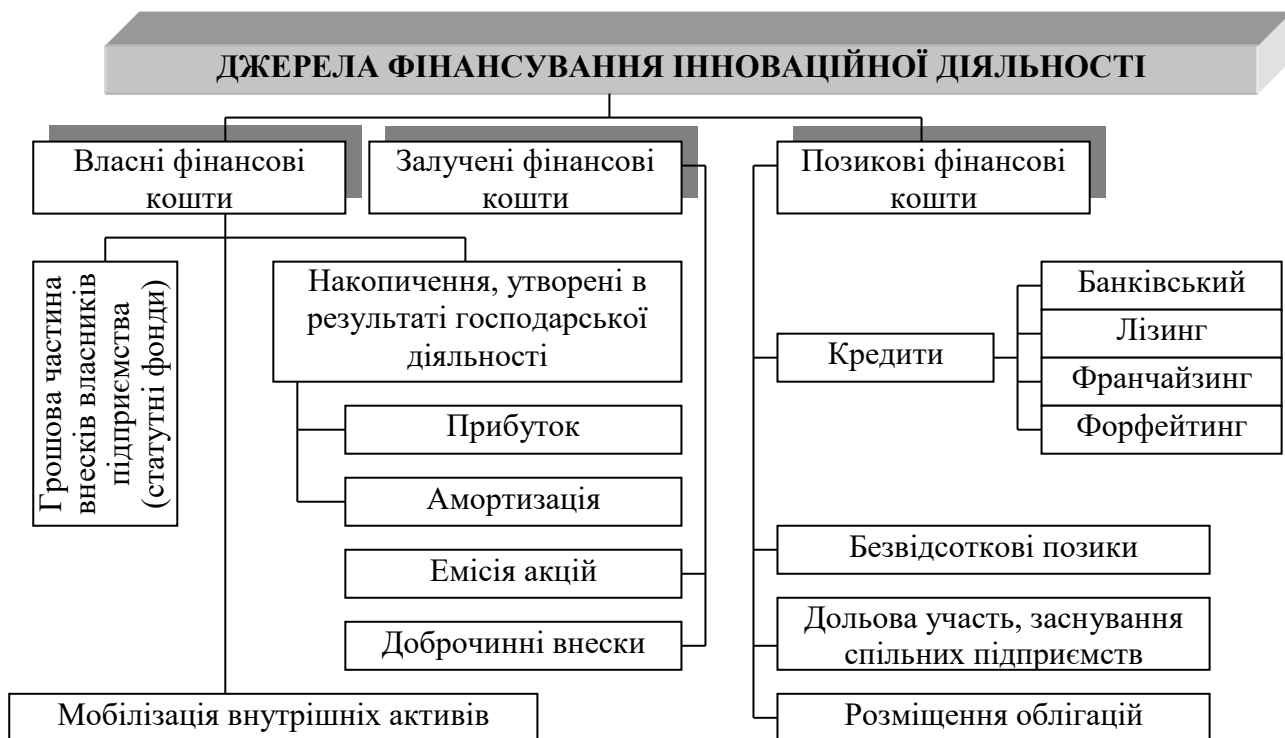 ДЖЕРЕЛА ФІНАНСУВАННЯ ІННОВАЦІЙНОЇ ДІЯЛЬНОСТІ
Власні фінансові
кошти
Залучені фінансові
кошти
Позикові фінансові
кошти
Грошова частина
внесків власників
підприємства
(статутні фонди)
Накопичення, утворені в
результаті господарської
діяльності
Прибуток
Амортизація
Емісія акцій
Доброчинні внески
Мобілізація внутрішніх активів
Кредити
Банківський
Лізинг
Франчайзинг
Форфейтинг
Безвідсоткові позики
Дольова участь, заснування
спільних підприємств
Розміщення облігацій